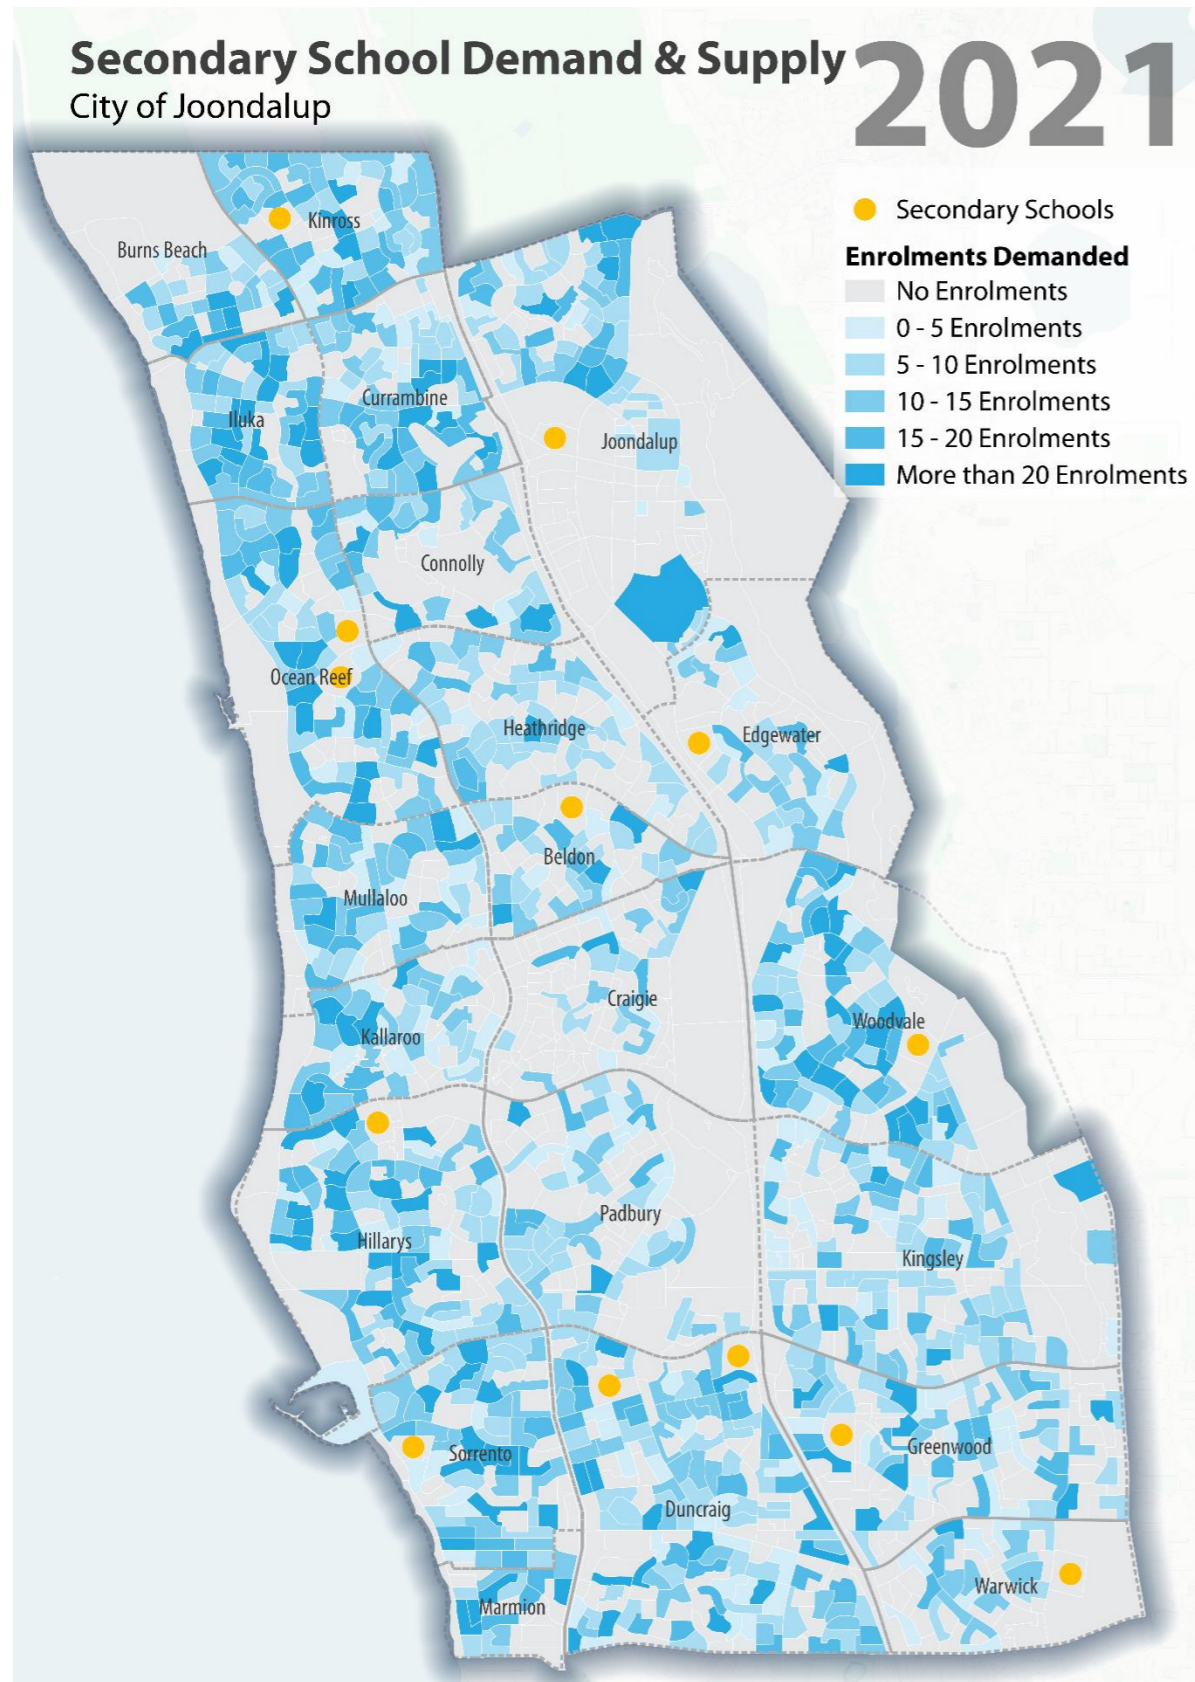 Secondary School Demand & Supply
2021
City of Joondalup
Secondary Schools
Enrolments Demanded
No Enrolments
0 - 5 Enrolments
5 - 10 Enrolments
10 - 15 Enrolments
15 - 20 Enrolments
More than 20 Enrolments
Kinross
Burns Beach
Currambine
Iluka
Joondalup
Connolly
Ocean Reef
Heathridge
Edgewater
Beldon
Mullaloo
Craigie
Woodvale
Kallaroo
Padbury
Hillarys
Kingsley
Greenwood
Sorrento
Duncraig
Warwick
Marmion